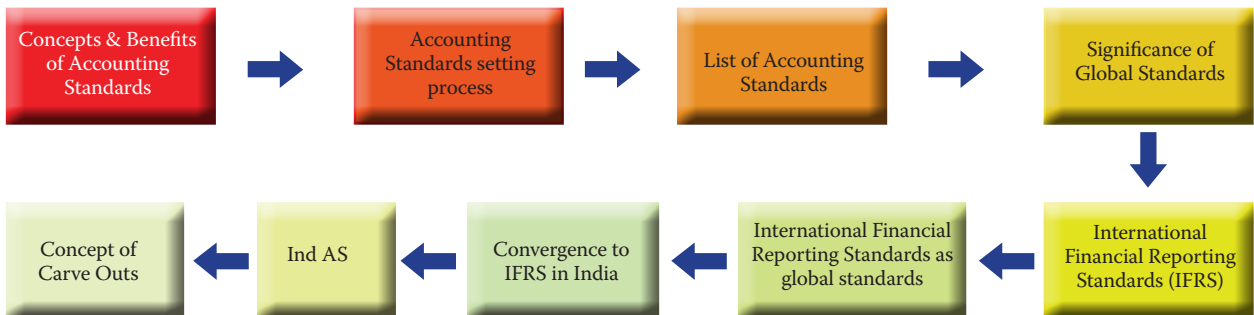 Concepts & Benefits
of Accounting
Standards
Accounting
Standards setting
process
List of Accounting
Standards
Significance of
Global Standards
International
Financial Reporting
Standards (IFRS)
International Financial
Reporting Standards as
global standards
Convergence to
IFRS in India
Ind AS
Concept of
Carve Outs